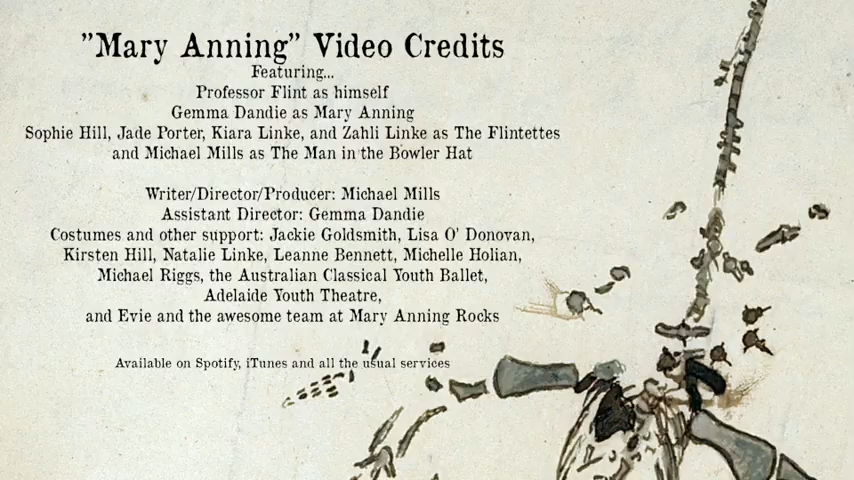 "Mary Anning" Video Credits
Featuring...
Professor Flint as himself
Gemma Dandie as Mary Anning
Sophie Hill, Jade Porter, Kiara Linke, and Zahli Linke as The Flintettes
and Michael Mills as The Man in the Bowler Hat
Writer/Director/Producer: Michael Mills
Assistant Director: Gemma Dandie
Costumes and other support: Jackie Goldsmith, Lisa O' Donovan,
Kirsten Hill, Natalie Linke, Leanne Bennett, Michelle Holian,
Michael Riggs, the Australian Classical Youth Ballet,
Adelaide Youth Theatre,
and Evie and the awesome team at Mary Anning Rocks
Available on Spotify, iTunes and all the usual services